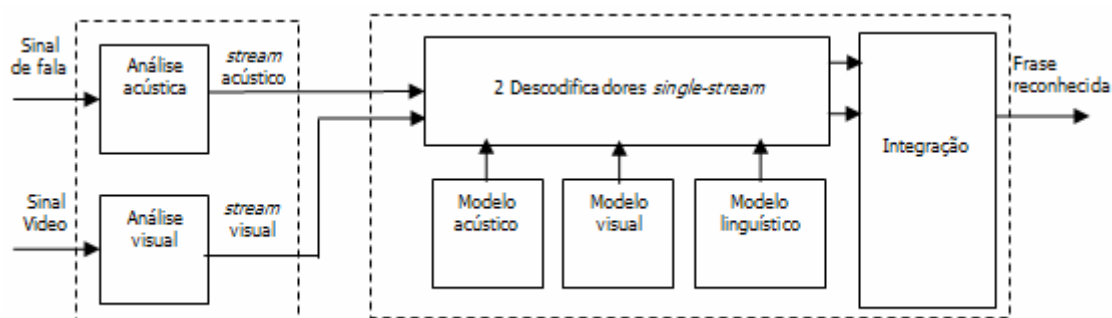 Sinal
de fala
Análise
acústica
stream
acústico
2 Descodificadores single-stream
Integração
Frase
reconhecida
Sinal
Video
Análise
visual
stream
visual
Modelo
acústico
Modelo
visual
Modelo
linguístico